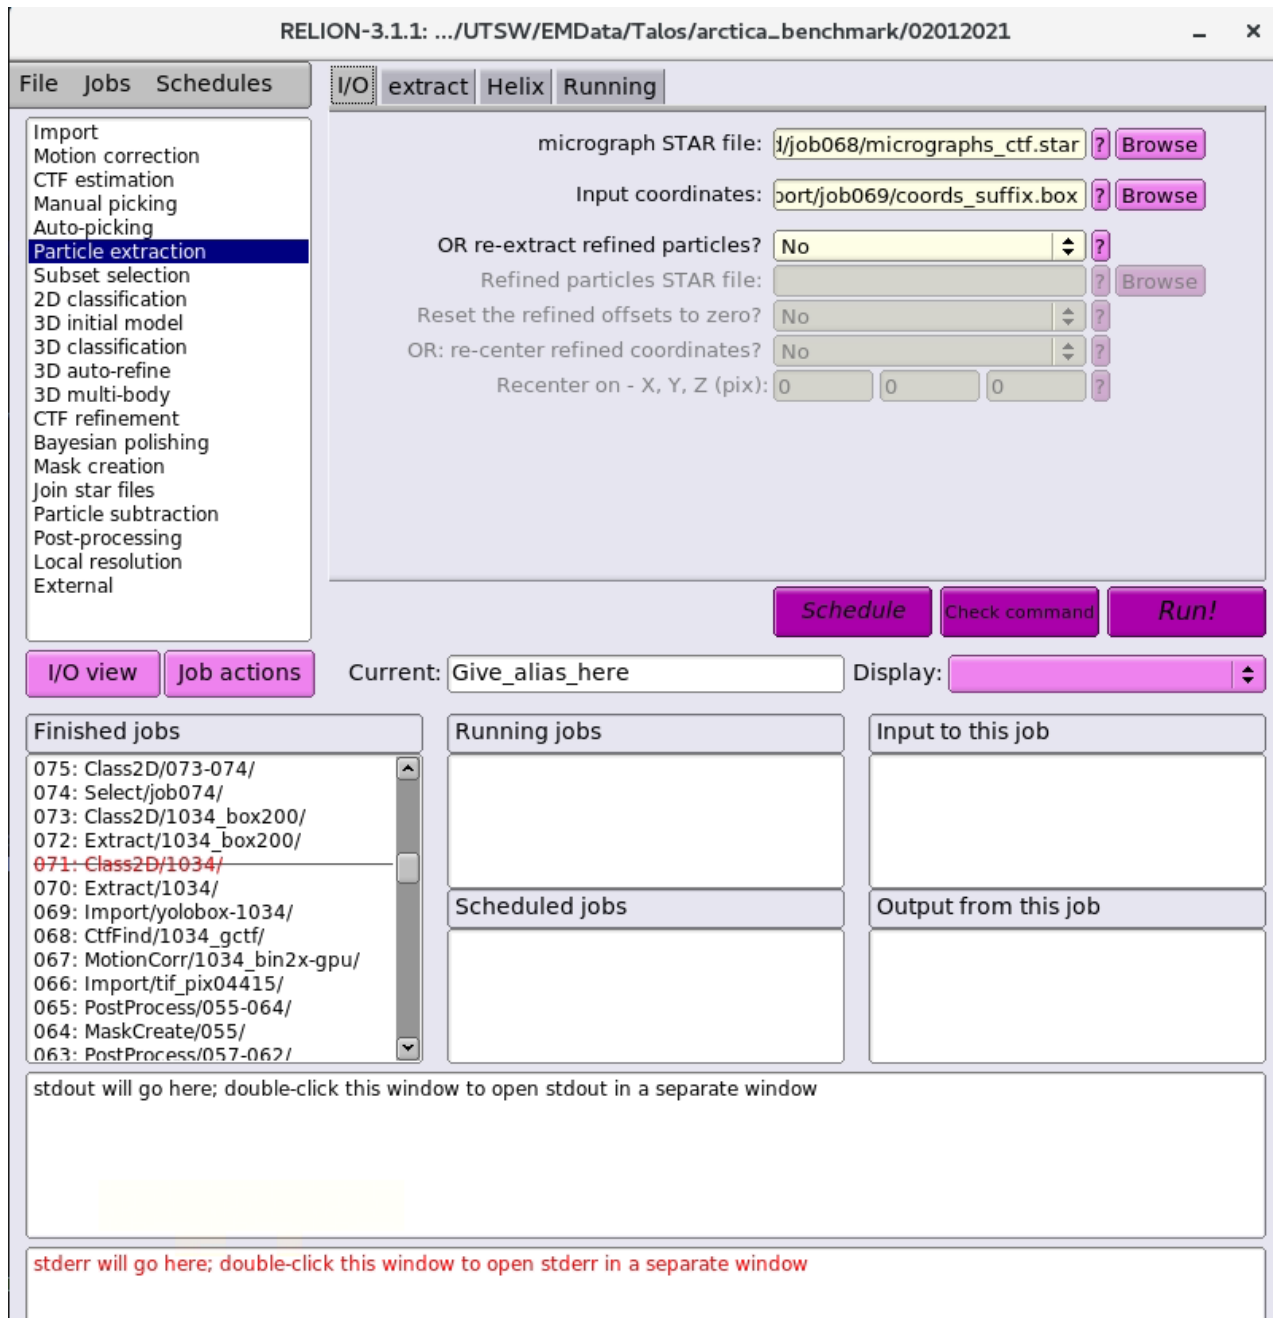 RELION-3.1.1: .../UTSW/EMData/Talos/arctica_benchmark/02012021
File Jobs Schedules
I/O extract Helix Running
Import
Motion correction
CTF estimation
Manual picking
Auto-picking
Particle extraction
Subset selection
2D classification
3D initial model
3D classification
3D auto-refine
3D multi-body
CTF refinement
Bayesian polishing
Mask creation
Join star files
Particle subtraction
Post-processing
Local resolution
External
micrograph STAR file: /job068/micrographs_ctf.star ? Browse
Input coordinates: port/job069/coords_suffix.box ? Browse
OR re-extract refined particles? No ?
Refined particles STAR file: ? Browse
Reset the refined offsets to zero? No ?
OR: re-center refined coordinates? No ?
Recenter on - X, Y, Z (pix): 0 0 0 ?
Schedule Check command Run!
I/O view Job actions Current: Give_alias_here Display:
Finished jobs
075: Class2D/073-074/
074: Select/job074/
073: Class2D/1034_box200/
072: Extract/1034_box200/
071: Class2D/1034/
070: Extract/1034/
069: Import/yolobox-1034/
068: CtfFind/1034_gctf/
067: MotionCorr/1034_bin2x-gpu/
066: Import/tif_pix04415/
065: PostProcess/055-064/
064: MaskCreate/055/
063: PostProcess/057-062/
Running jobs
Scheduled jobs
Input to this job
Output from this job
stdout will go here; double-click this window to open stdout in a separate window
stderr will go here; double-click this window to open stderr in a separate window